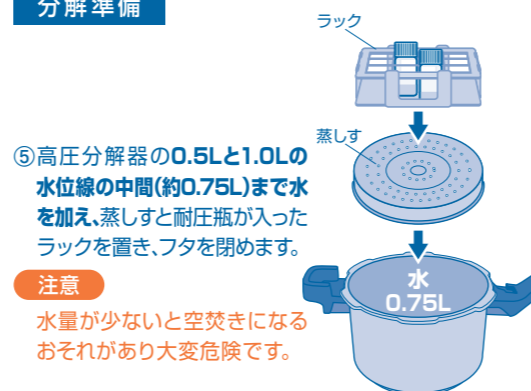 分解準備
ラック
蒸しす
⑤高圧分解器の0.5Lと1.0Lの
水位線の中間(約0.75L)まで水
を加え、蒸しすと耐圧瓶が入った
ラックを置き、フタを閉めます。
水
0.75L
注意
水量が少ないと空焚きになる
おそれがあり大変危険です。